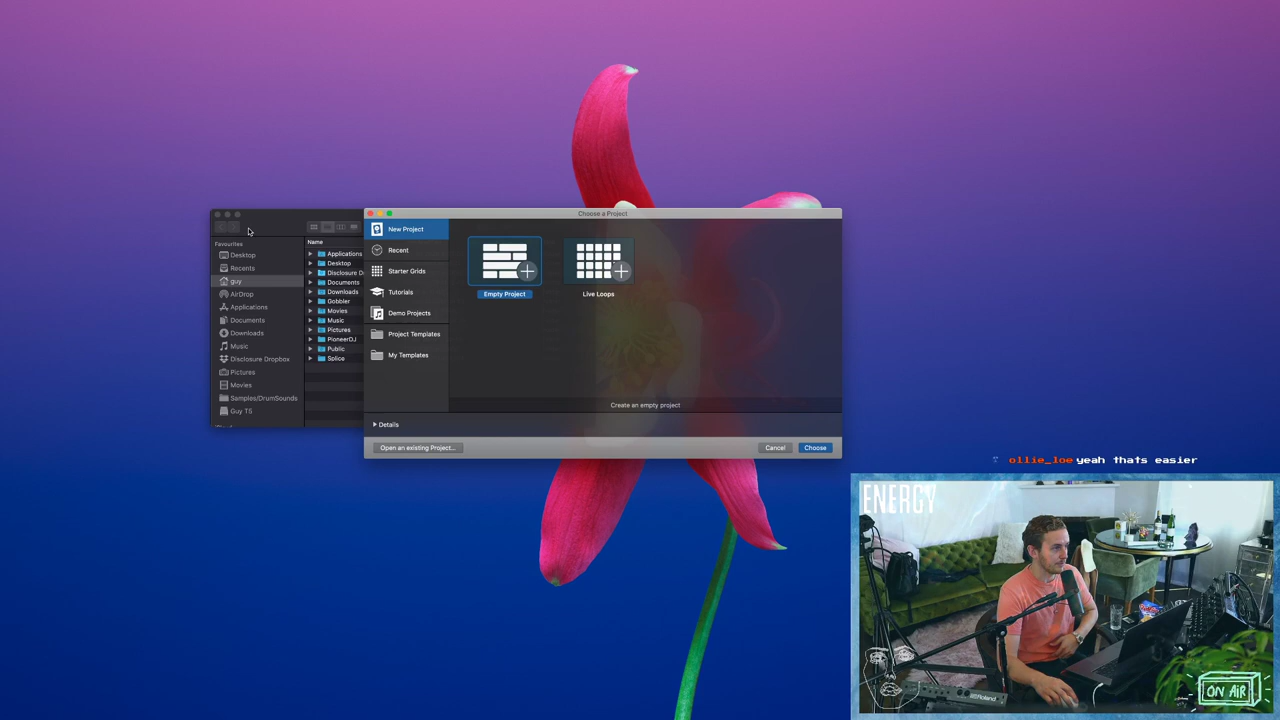 Choose a Project
New Project
Recent
Starter Grids
Tutorials
Demo Projects
Project Templates
My Templates
Empty Project
Live Loops
Create an empty project
Details
Open an existing Project...
Cancel
Choose
Favourites
Desktop
Recents
guy
AirDrop
Applications
Documents
Downloads
Music
Disclosure Dropbox
Pictures
Movies
Samples/DrumSounds
Guy TS
Name
Applications
Desktop
Disclosure D
Documents
Downloads
Gobbler
Movies
Music
Pictures
PioneerDJ
Public
Splice
ollie_loe yeah thats easier
ENERGY
Roland
ON AIR